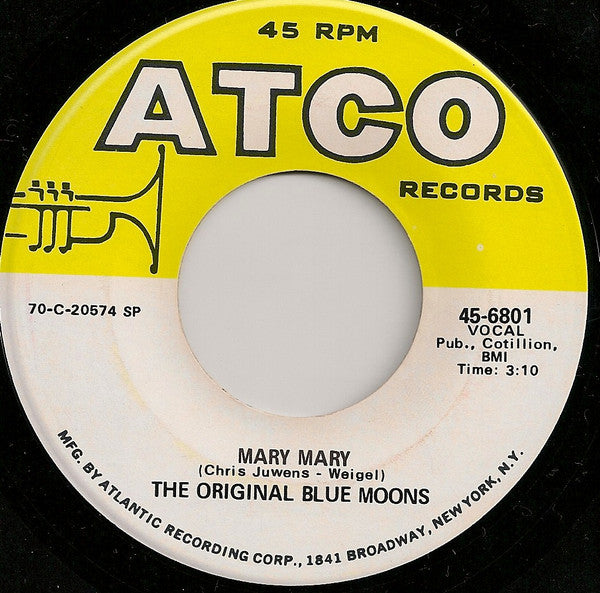 45 RPM
ATCO
RECORDS
70-C-20574 SP
45-6801
VOCAL
Pub., Cotillion,
BMI
Time: 3:10
MARY MARY
(Chris Juwens - Weigel)
THE ORIGINAL BLUE MOONS
MFG. BY ATLANTIC RECORDING CORP., 1841 BROADWAY, NEW YORK, N.Y.